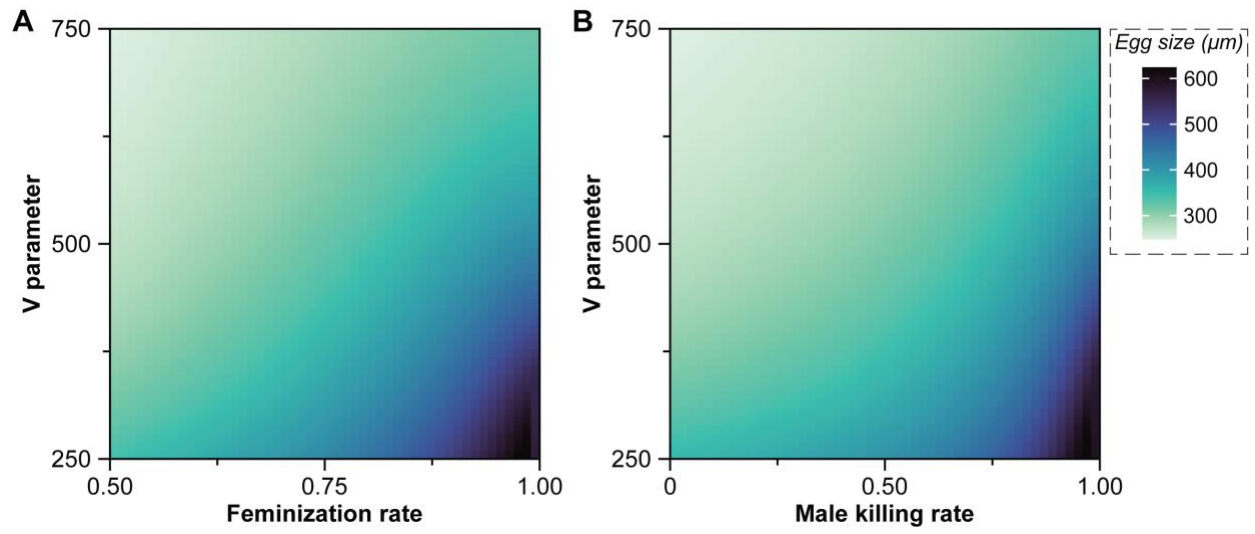 A
750
500
250
V parameter
0.50
0.75
1.00
Feminization rate
B
750
500
250
V parameter
0
0.50
1.00
Male killing rate
Egg size (µm)
600
500
400
300